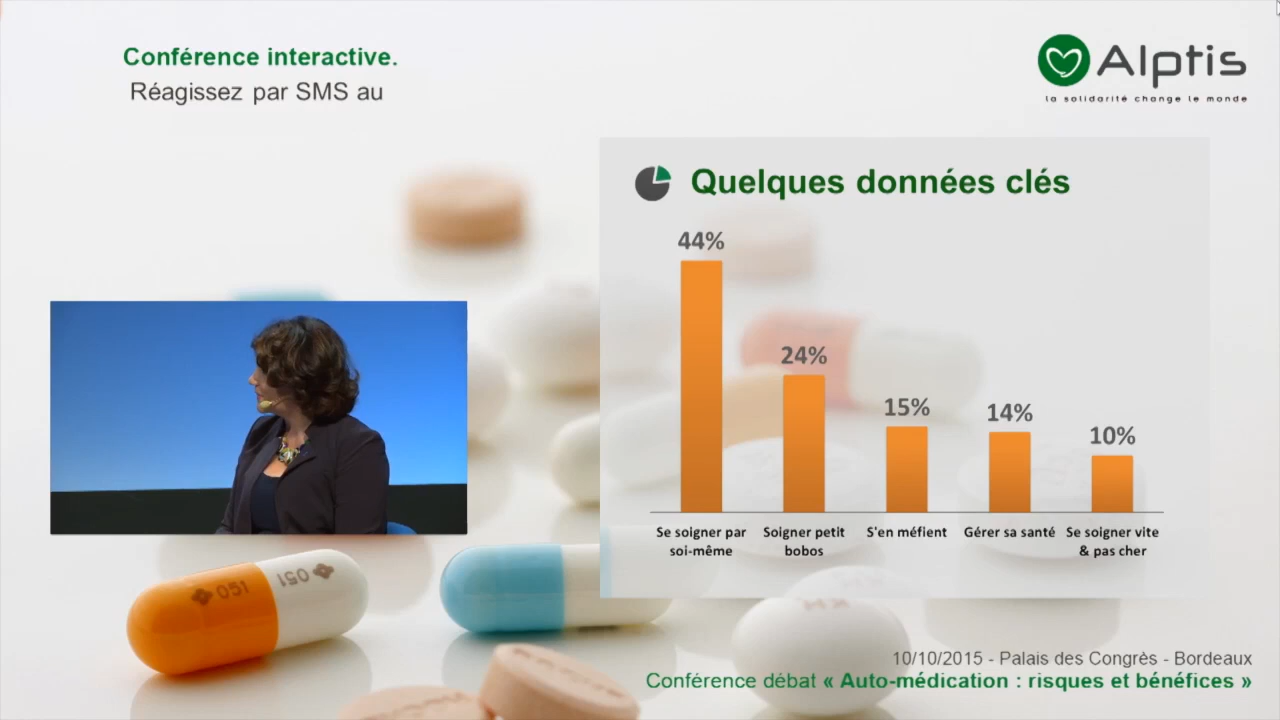 Conférence interactive.
Réagissez par SMS au
Alptis
la solidarité change le monde
Quelques données clés
44%
24%
15%
14%
10%
Se soigner par
soi-même
Soigner petit
bobos
S'en méfient
Gérer sa santé
Se soigner vite
& pas cher
051
051
10/10/2015 - Palais des Congrès - Bordeaux
Conférence débat « Auto-médication : risques et bénéfices »